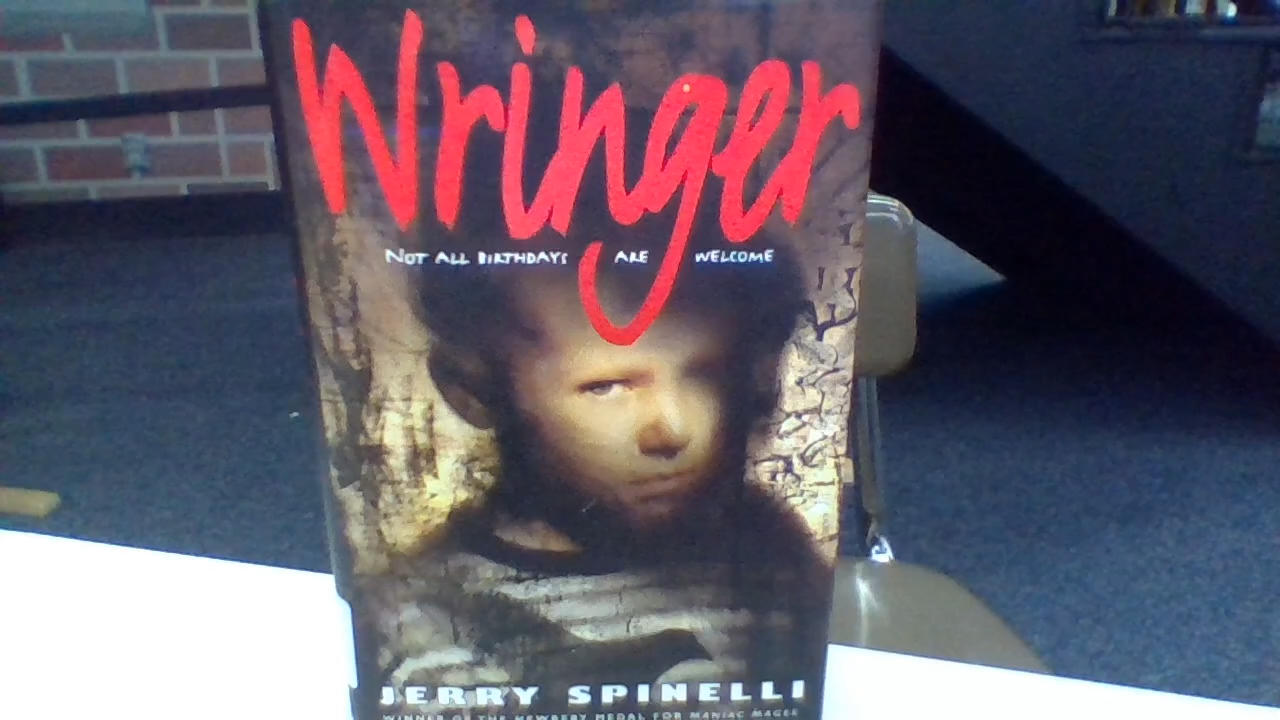 Wringer
NOT ALL BIRTHDAYS ARE WELCOME
JERRY SPINELLI
WINNER OF THE NEWBERY MEDAL FOR MANIAC MAGEE